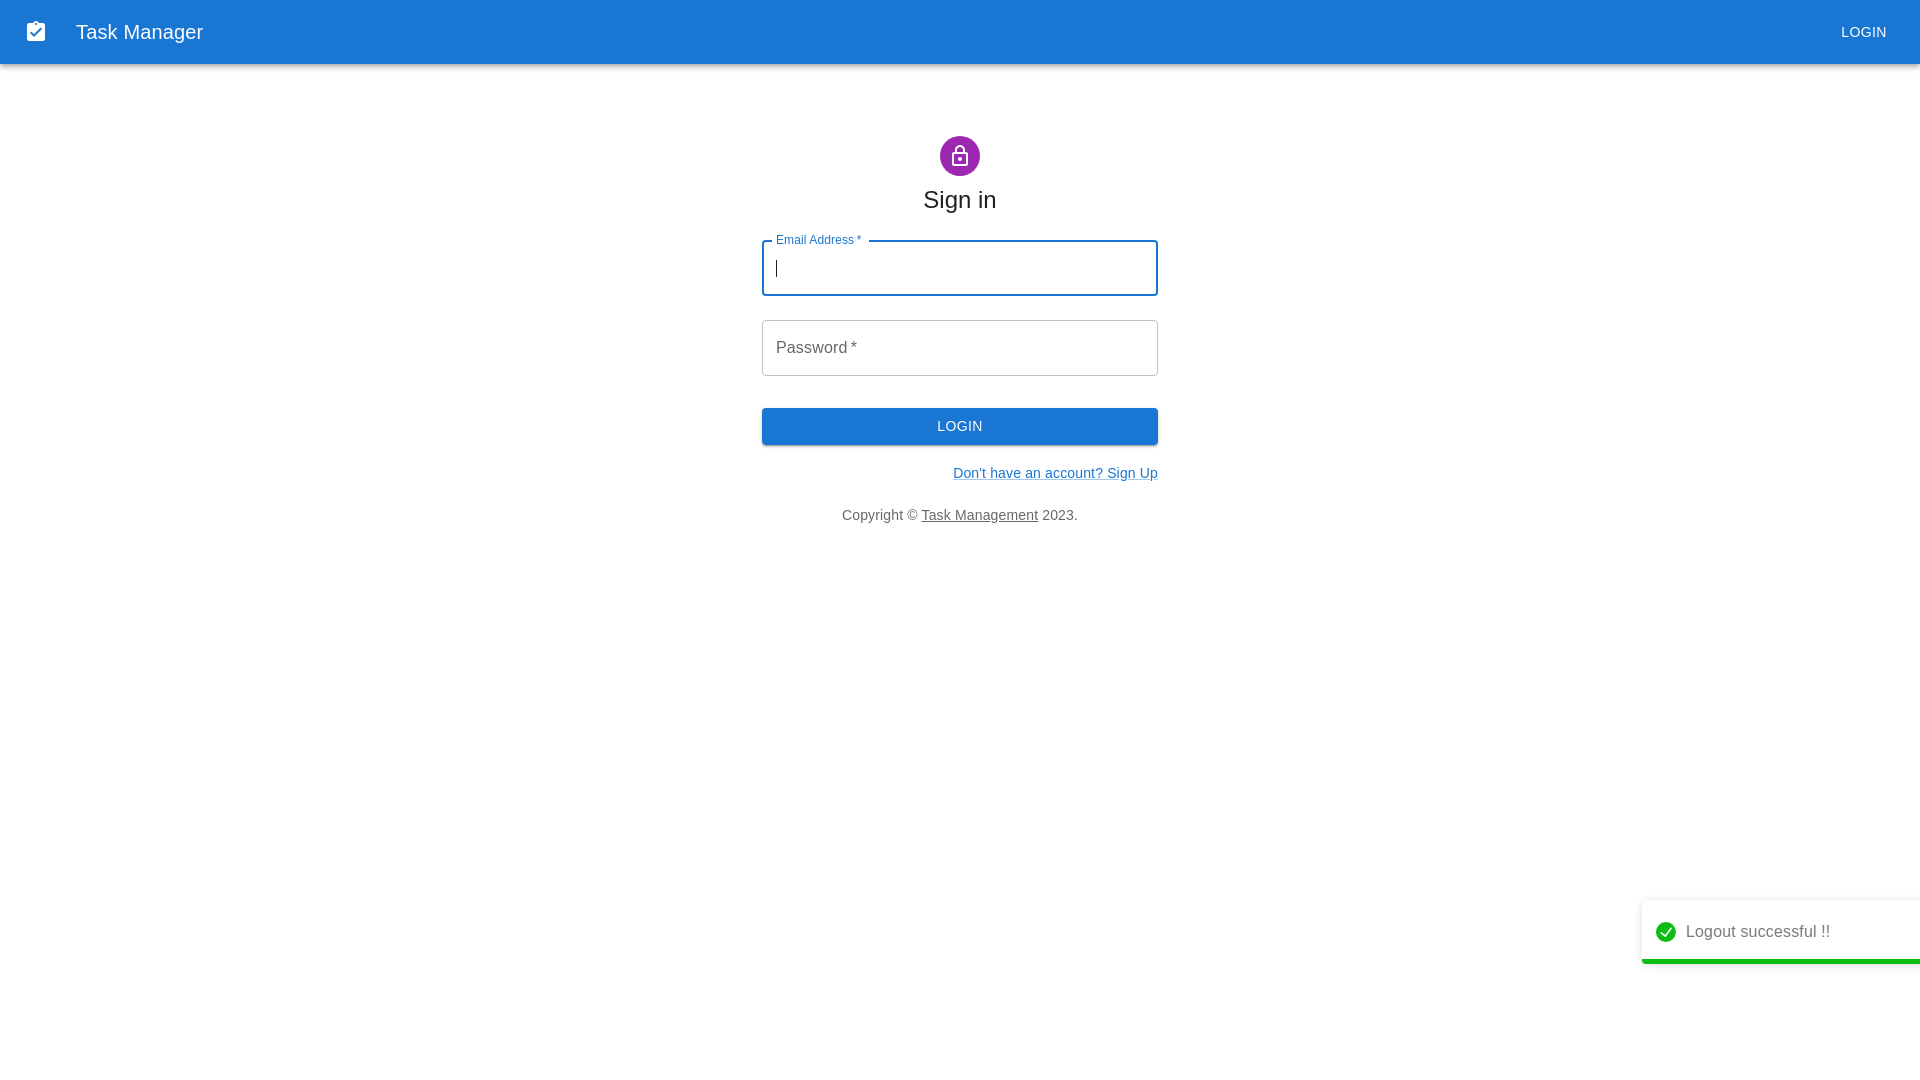 Task Manager
LOGIN
Sign in
Email Address *
Password *
LOGIN
Don't have an account? Sign Up
Copyright © Task Management 2023.
Logout successful !!